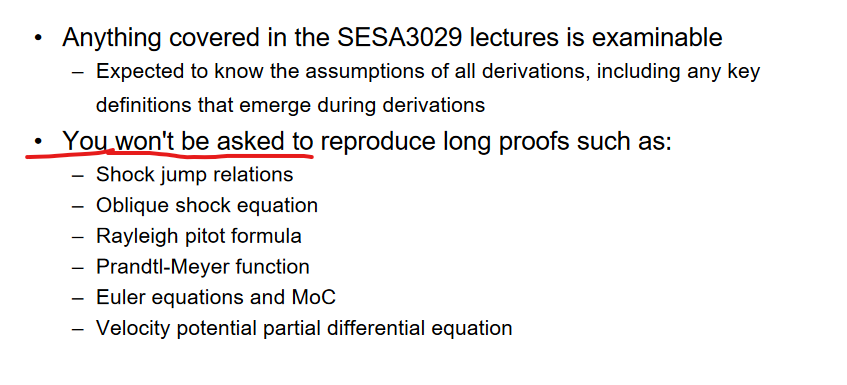 • Anything covered in the SESA3029 lectures is examinable
– Expected to know the assumptions of all derivations, including any key
definitions that emerge during derivations
• You won't be asked to reproduce long proofs such as:
– Shock jump relations
– Oblique shock equation
– Rayleigh pitot formula
– Prandtl-Meyer function
– Euler equations and MoC
– Velocity potential partial differential equation